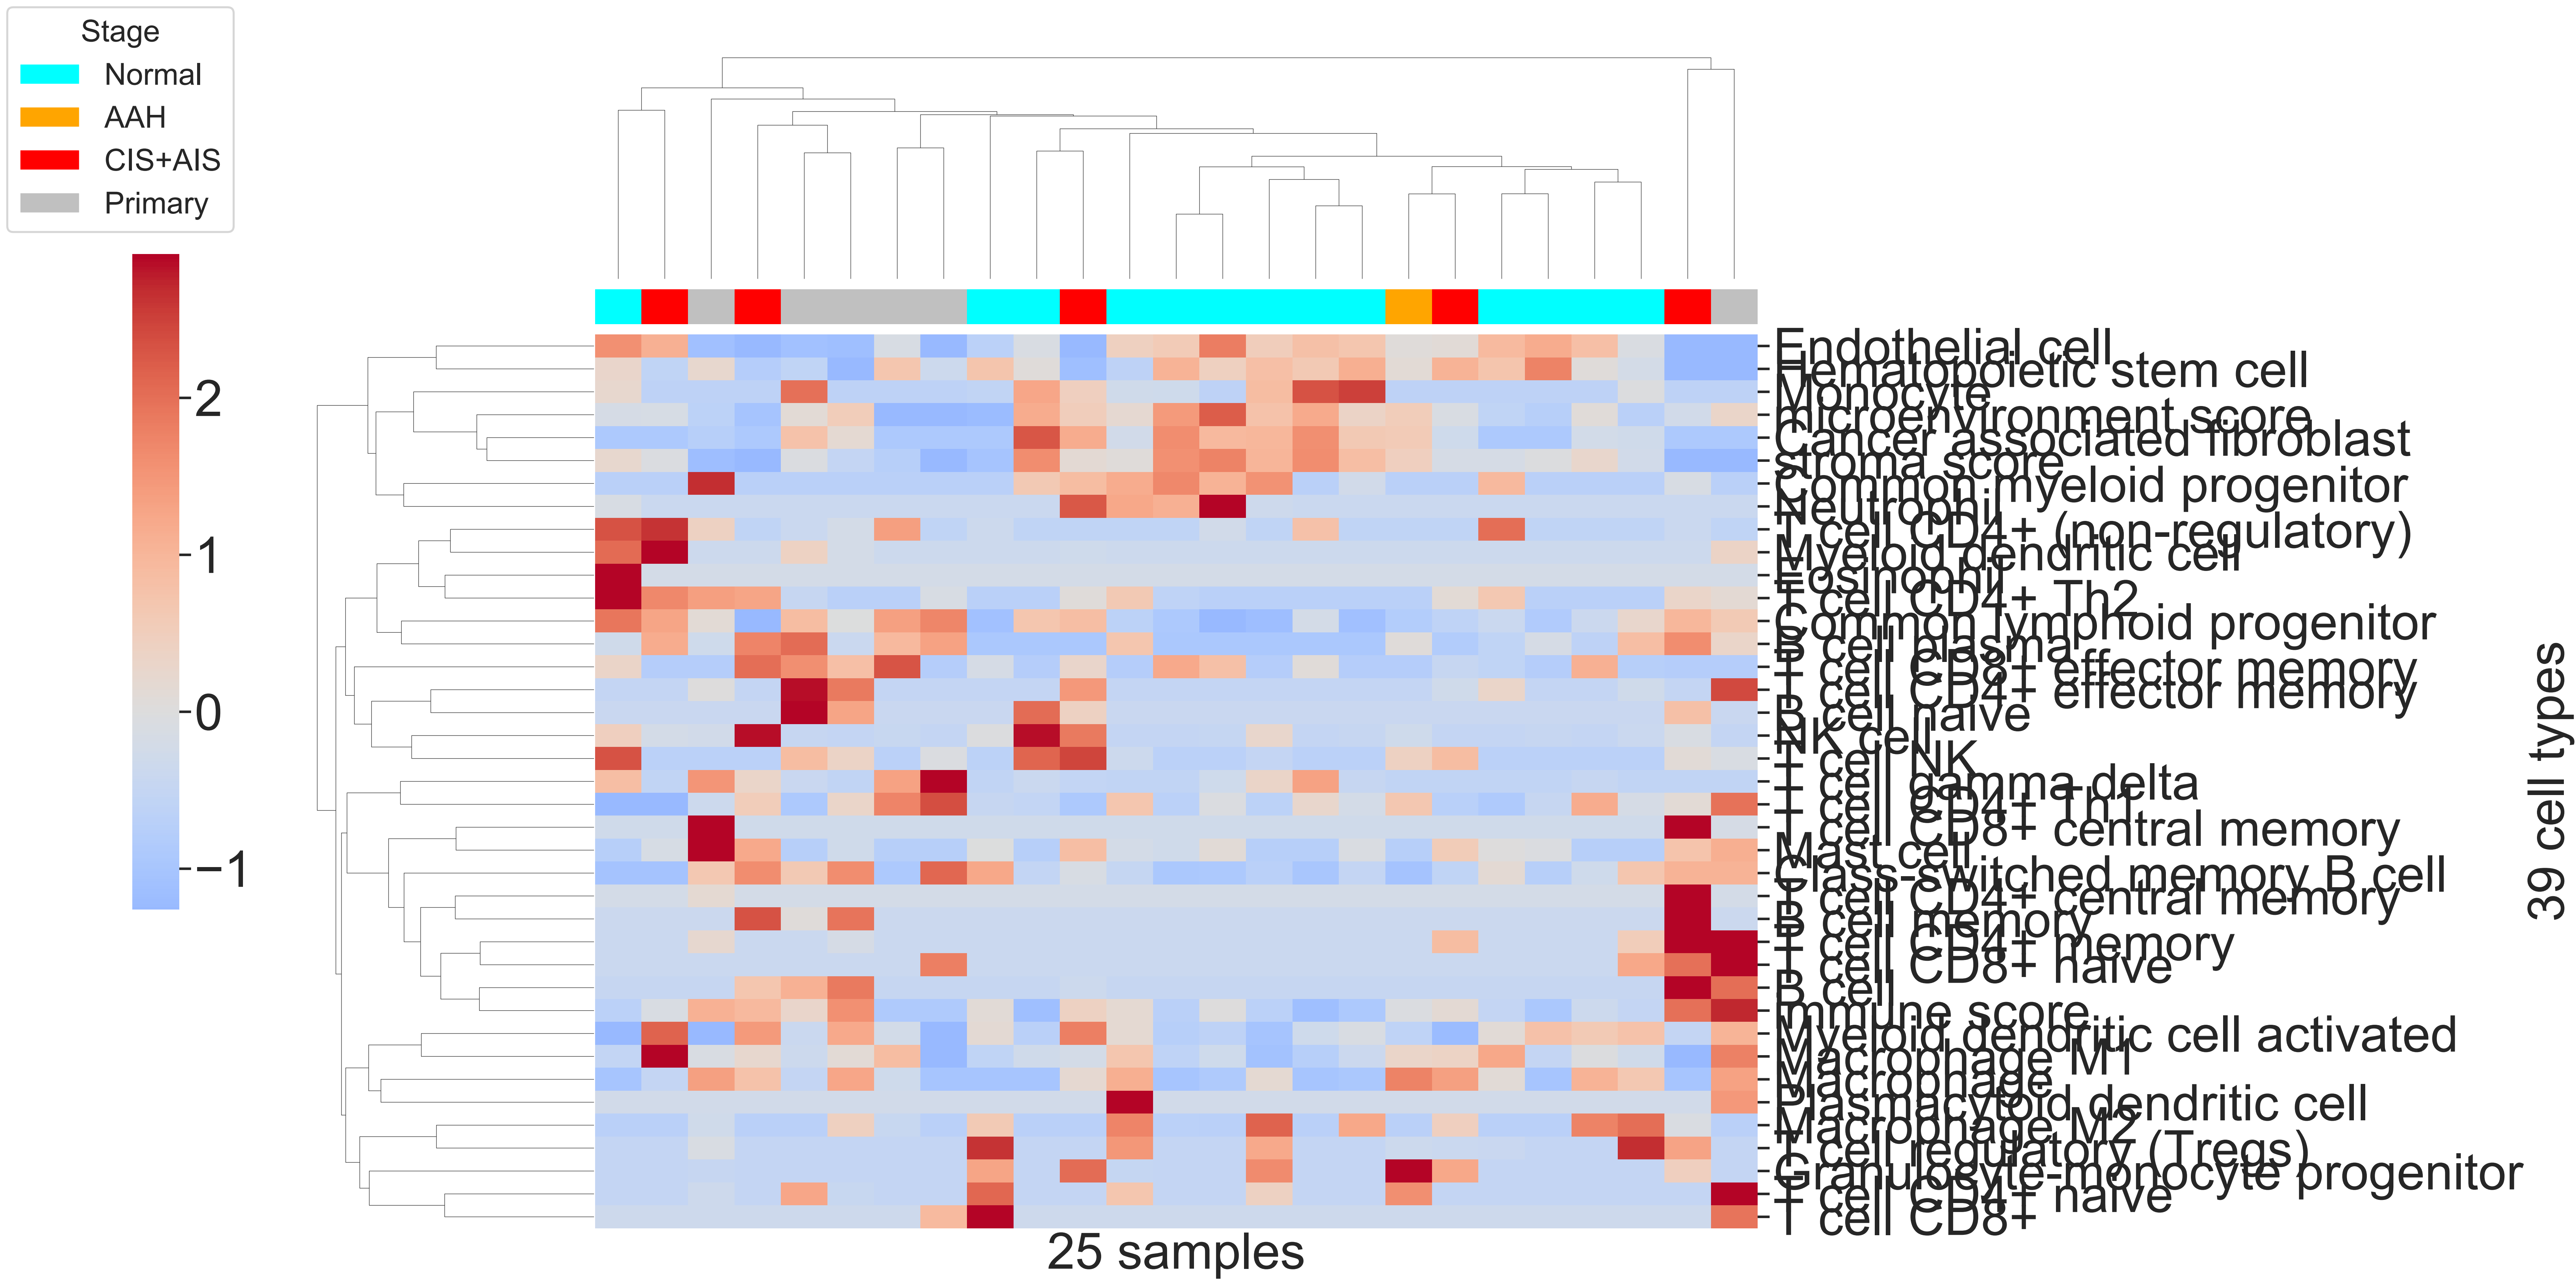 Stage
Normal
AAH
CIS+AIS
Primary
2
1
0
−1
Endothelial cell
Hematopoietic stem cell
Monocyte
microenvironment score
Cancer associated fibroblast
stroma score
Common myeloid progenitor
Neutrophil
T cell CD4+ (non-regulatory)
Myeloid dendritic cell
Eosinophil
T cell CD4+ Th2
Common lymphoid progenitor
B cell plasma
T cell CD8+ effector memory
T cell CD4+ effector memory
B cell naive
NK cell
T cell NK
T cell gamma delta
T cell CD4+ Th1
T cell CD8+ central memory
Mast cell
Class-switched memory B cell
T cell CD4+ central memory
B cell memory
T cell CD4+ memory
T cell CD8+ naive
B cell
immune score
Myeloid dendritic cell activated
Macrophage M1
Macrophage
Plasmacytoid dendritic cell
Macrophage M2
T cell regulatory (Tregs)
Granulocyte-monocyte progenitor
T cell CD4+ naive
T cell CD8+
39 cell types
25 samples